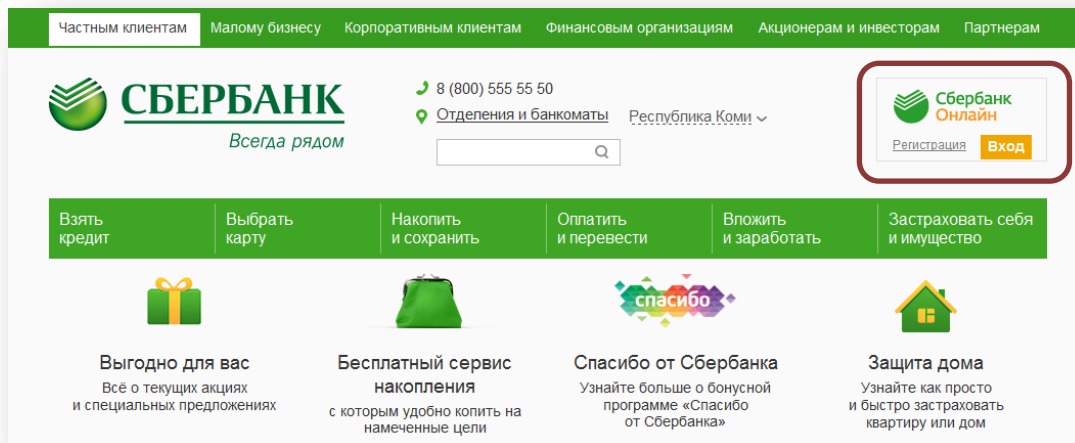 Частным клиентам Малому бизнесу Корпоративным клиентам Финансовым организациям Акционерам и инвесторам Партнерам
СБЕРБАНК
Всегда рядом
8 (800) 555 55 50
Отделения и банкоматы Республика Коми
Сбербанк
Онлайн
Регистрация Вход
Взять
кредит
Выбрать
карту
Накопить
и сохранить
Оплатить
и перевести
Вложить
и заработать
Застраховать себя
и имущество
Выгодно для вас
Всё о текущих акциях
и специальных предложениях
Бесплатный сервис
накопления
с которым удобно копить на
намеченные цели
спасибо
Спасибо от Сбербанка
Узнайте больше о бонусной
программе «Спасибо
от Сбербанка»
Защита дома
Узнайте как просто
и быстро застраховать
квартиру или дом